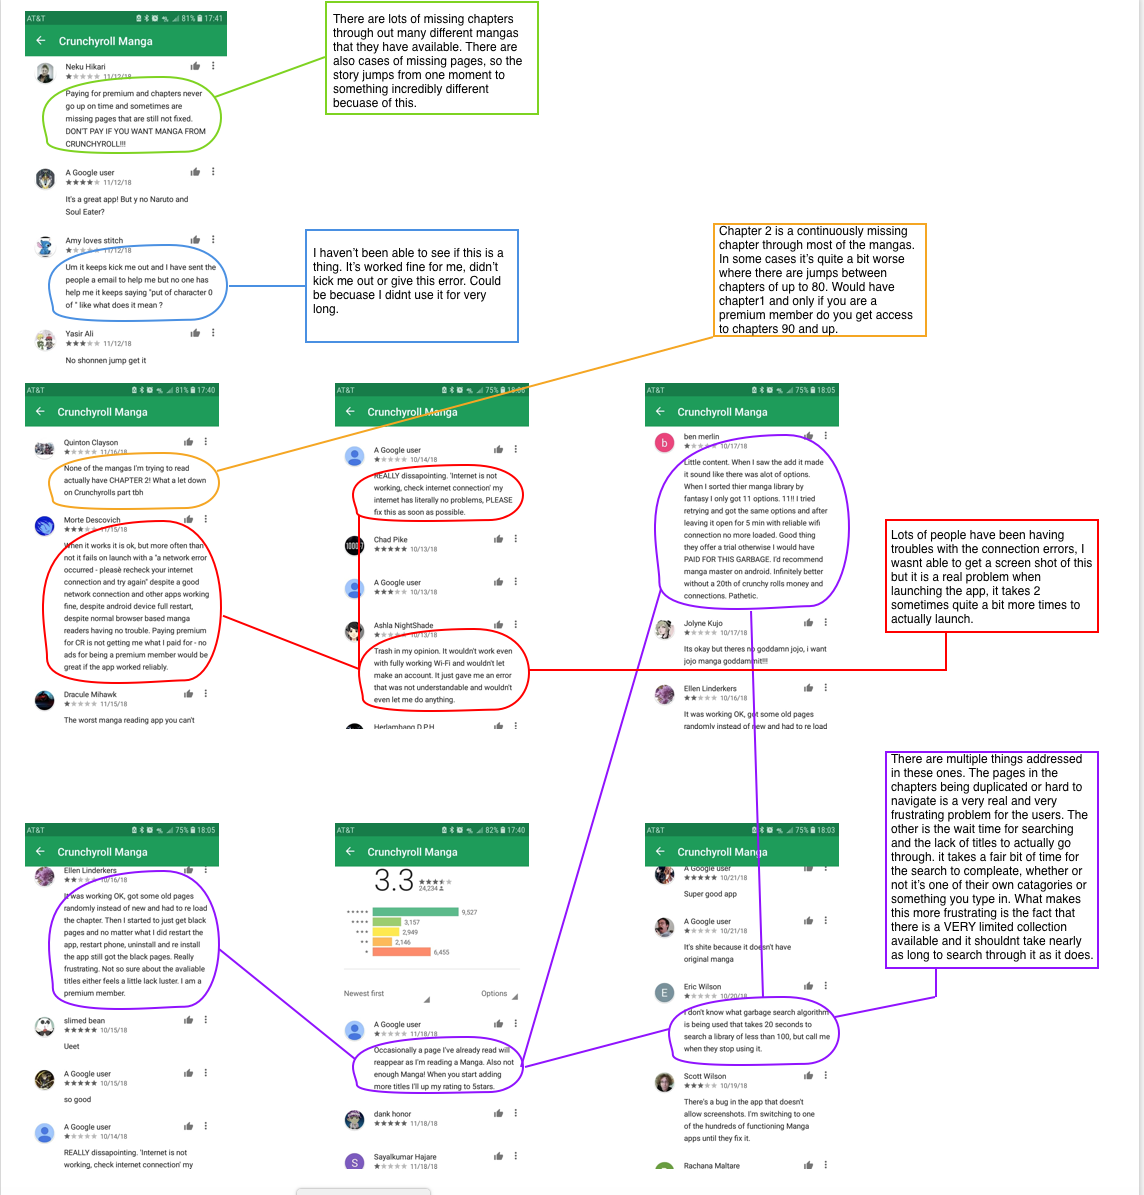 AT&T 81% 17:41
Crunchyroll Manga
Neku Hikari
11/12/18
Paying for premium and chapters never
go up on time and sometimes are
missing pages that are still not fixed.
DON'T PAY IF YOU WANT MANGA FROM
CRUNCHYROLL!!!
A Google user
11/12/18
It's a great app! But y no Naruto and
Soul Eater?
Amy loves stitch
11/12/18
Um it keeps kick me out and I have sent the
people a email to help me but no one has
help me it keeps saying "put of character 0
of " like what does it mean ?
Yasir Ali
11/12/18
No shonnen jump get it
There are lots of missing chapters
through out many different mangas
that they have available. There are
also cases of missing pages, so the
story jumps from one moment to
something incredibly different
becuase of this.
I haven't been able to see if this is a
thing. It's worked fine for me, didn't
kick me out or give this error. Could
be becuase I didnt use it for very
long.
Chapter 2 is a continuously missing
chapter through most of the mangas.
In some cases it's quite a bit worse
where there are jumps between
chapters of up to 80. Would have
chapter1 and only if you are a
premium member do you get access
to chapters 90 and up.
AT&T 81% 17:40
Crunchyroll Manga
Quinton Clayson
11/16/18
None of the mangas I'm trying to read
actually have CHAPTER 2! What a let down
on Crunchyrolls part tbh
Morte Descovich
11/15/18
When it works it is ok, but more often than
not it fails on launch with a "a network error
occurred - please recheck your internet
connection and try again" despite a good
network connection and other apps working
fine, despite android device full restart,
despite normal browser based manga
readers having no trouble. Paying premium
for CR is not getting me what I paid for - no
ads for being a premium member would be
great if the app worked reliably.
Dracule Mihawk
11/15/18
The worst manga reading app you can't
AT&T 75%
Crunchyroll Manga
A Google user
10/14/18
REALLY dissapointing. 'Internet is not
working, check internet connection' my
internet has literally no problems, PLEASE
fix this as soon as possible.
Chad Pike
10/13/18
A Google user
10/13/18
Ashla NightShade
10/13/18
Trash in my opinion. It wouldn't work even
with fully working Wi-Fi and wouldn't let
make an account. It just gave me an error
that was not understandable and wouldn't
even let me do anything.
Herlambang D.P.H
AT&T 75% 18:05
Crunchyroll Manga
b
ben merlin
10/17/18
Little content. When I saw the add it made
it sound like there was alot of options.
When I sorted thier manga library by
fantasy I only got 11 options. 11!! I tried
retrying and got the same options and after
leaving it open for 5 min with reliable wifi
connection no more loaded. Good thing
they offer a trial otherwise I would have
PAID FOR THIS GARBAGE. I'd recommend
manga master on android. Infinitely better
without a 20th of crunchy rolls money and
connections. Pathetic.
Jolyne Kujo
10/17/18
Its okay but theres no goddamn jojo, i want
jojo manga goddammit!!!
Ellen Linderkers
10/16/18
It was working OK, got some old pages
randomly instead of new and had to re load
Lots of people have been having
troubles with the connection errors, I
wasnt able to get a screen shot of this
but it is a real problem when
launching the app, it takes 2
sometimes quite a bit more times to
actually launch.
AT&T 75% 18:05
Crunchyroll Manga
Ellen Linderkers
10/16/18
It was working OK, got some old pages
randomly instead of new and had to re load
the chapter. Then I started to just get black
pages and no matter what I did restart the
app, restart phone, uninstall and re install
the app still got the black pages. Really
frustrating. Not so sure about the avaliable
titles either feels a little lack luster. I am a
premium member.
slimed bean
10/15/18
Ueet
A Google user
10/15/18
so good
A Google user
10/14/18
REALLY dissapointing. 'Internet is not
working, check internet connection' my
AT&T 82% 17:40
Crunchyroll Manga
3.3
24,234
9,527
3,157
2,949
2,146
6,455
Newest first Options
A Google user
11/18/18
Occasionally a page I've already read will
reappear as I'm reading a Manga. Also not
enough Manga! When you start adding
more titles I'll up my rating to 5stars.
dank honor
11/18/18
S
Sayalkumar Hajare
11/18/18
AT&T 75% 18:03
Crunchyroll Manga
A Google user
10/21/18
Super good app
A Google user
10/21/18
It's shite because it doesn't have
original manga
E
Eric Wilson
10/20/18
I don't know what garbage search algorithm
is being used that takes 20 seconds to
search a library of less than 100, but call me
when they stop using it.
Scott Wilson
10/19/18
There's a bug in the app that doesn't
allow screenshots. I'm switching to one
of the hundreds of functioning Manga
apps until they fix it.
Rachana Maltare
There are multiple things addressed
in these ones. The pages in the
chapters being duplicated or hard to
navigate is a very real and very
frustrating problem for the users. The
other is the wait time for searching
and the lack of titles to actually go
through. it takes a fair bit of time for
the search to compleate, whether or
not it's one of their own catagories or
something you type in. What makes
this more frustrating is the fact that
there is a VERY limited collection
available and it shouldnt take nearly
as long to search through it as it does.